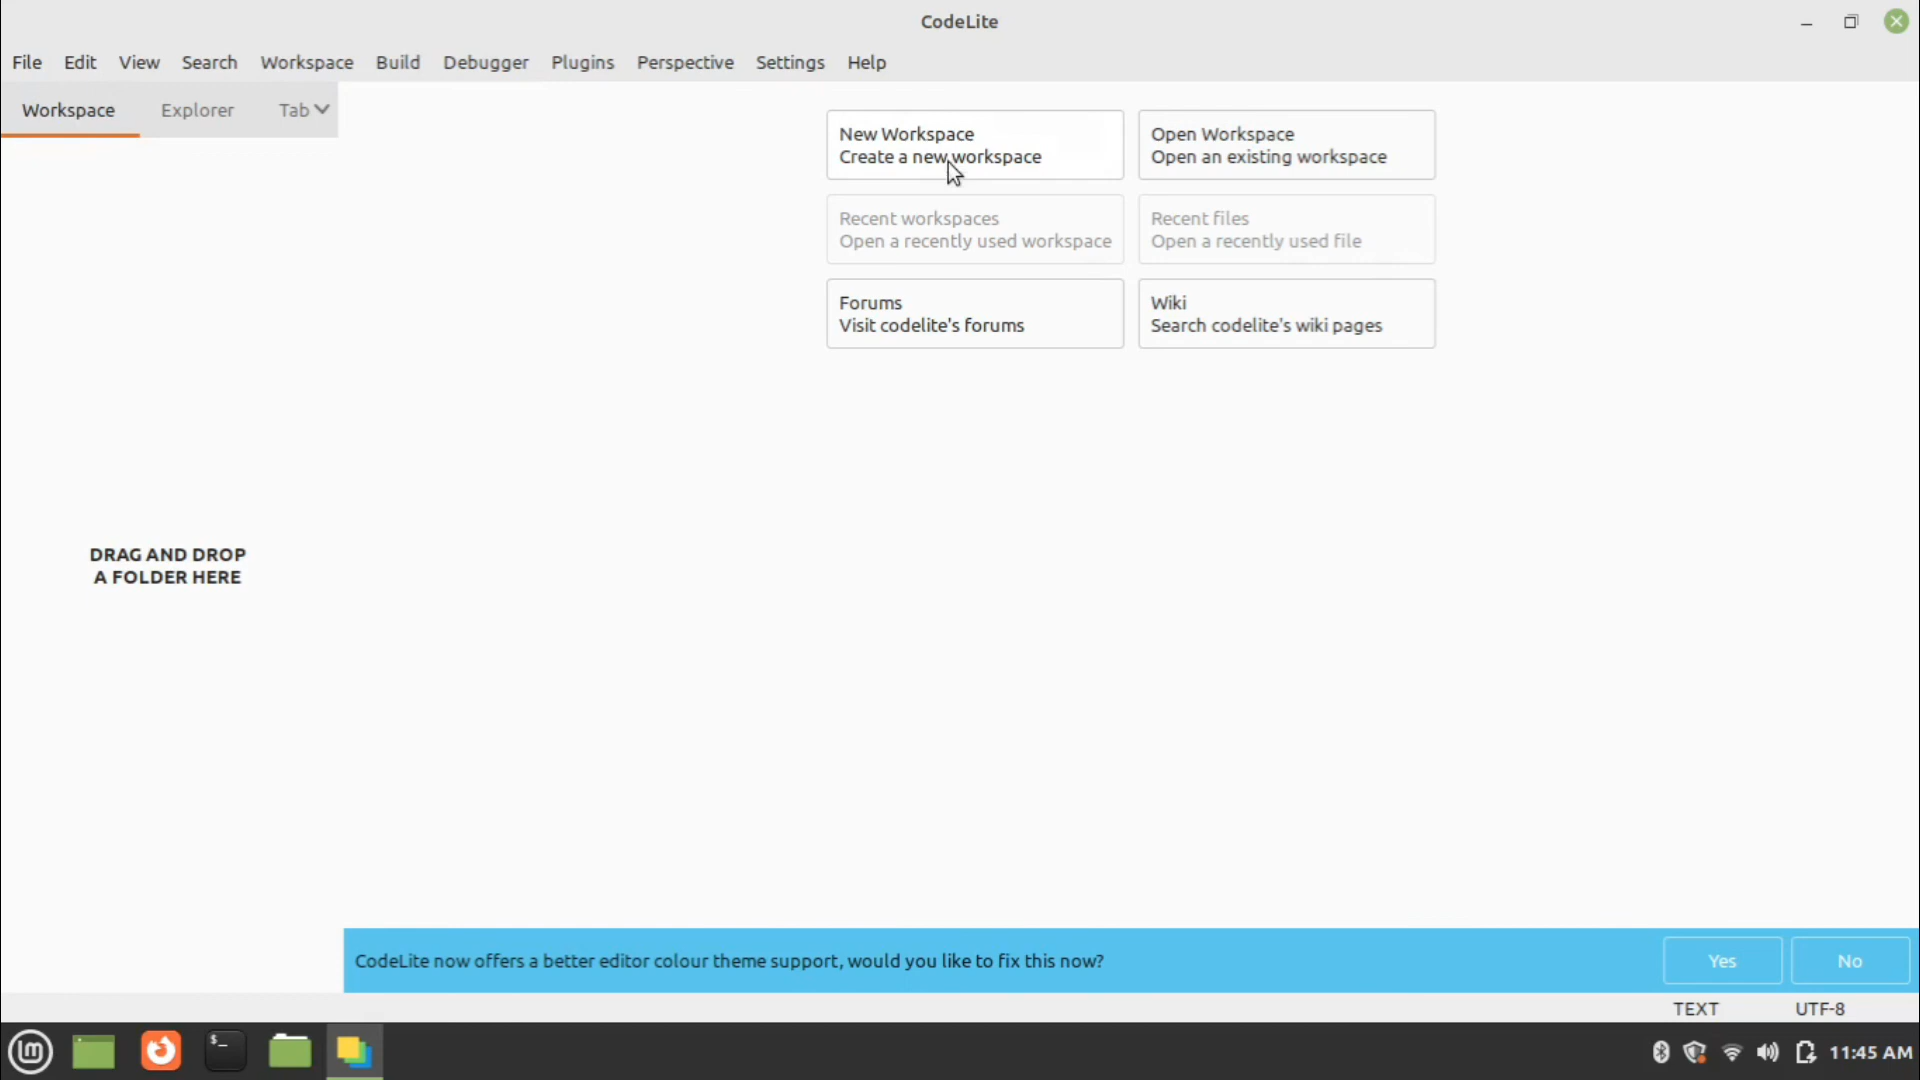 CodeLite
File Edit View Search Workspace Build Debugger Plugins Perspective Settings Help
Workspace Explorer Tab
New Workspace
Create a new workspace
Open Workspace
Open an existing workspace
Recent workspaces
Open a recently used workspace
Recent files
Open a recently used file
Forums
Visit codelite's forums
Wiki
Search codelite's wiki pages
DRAG AND DROP
A FOLDER HERE
CodeLite now offers a better editor colour theme support, would you like to fix this now?
Yes No
TEXT UTF-8
$_
11:45 AM